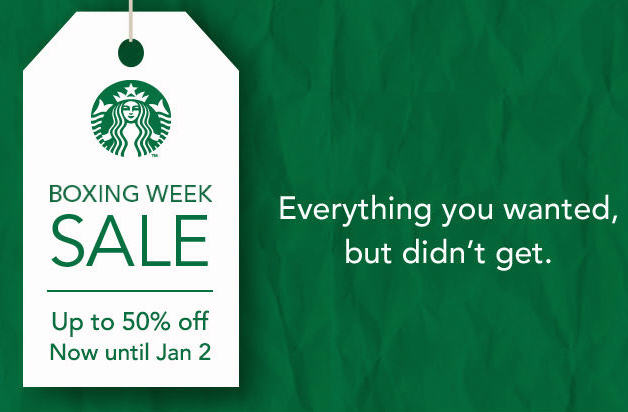 BOXING WEEK
SALE
Up to 50% off
Now until Jan 2
Everything you wanted,
but didn't get.